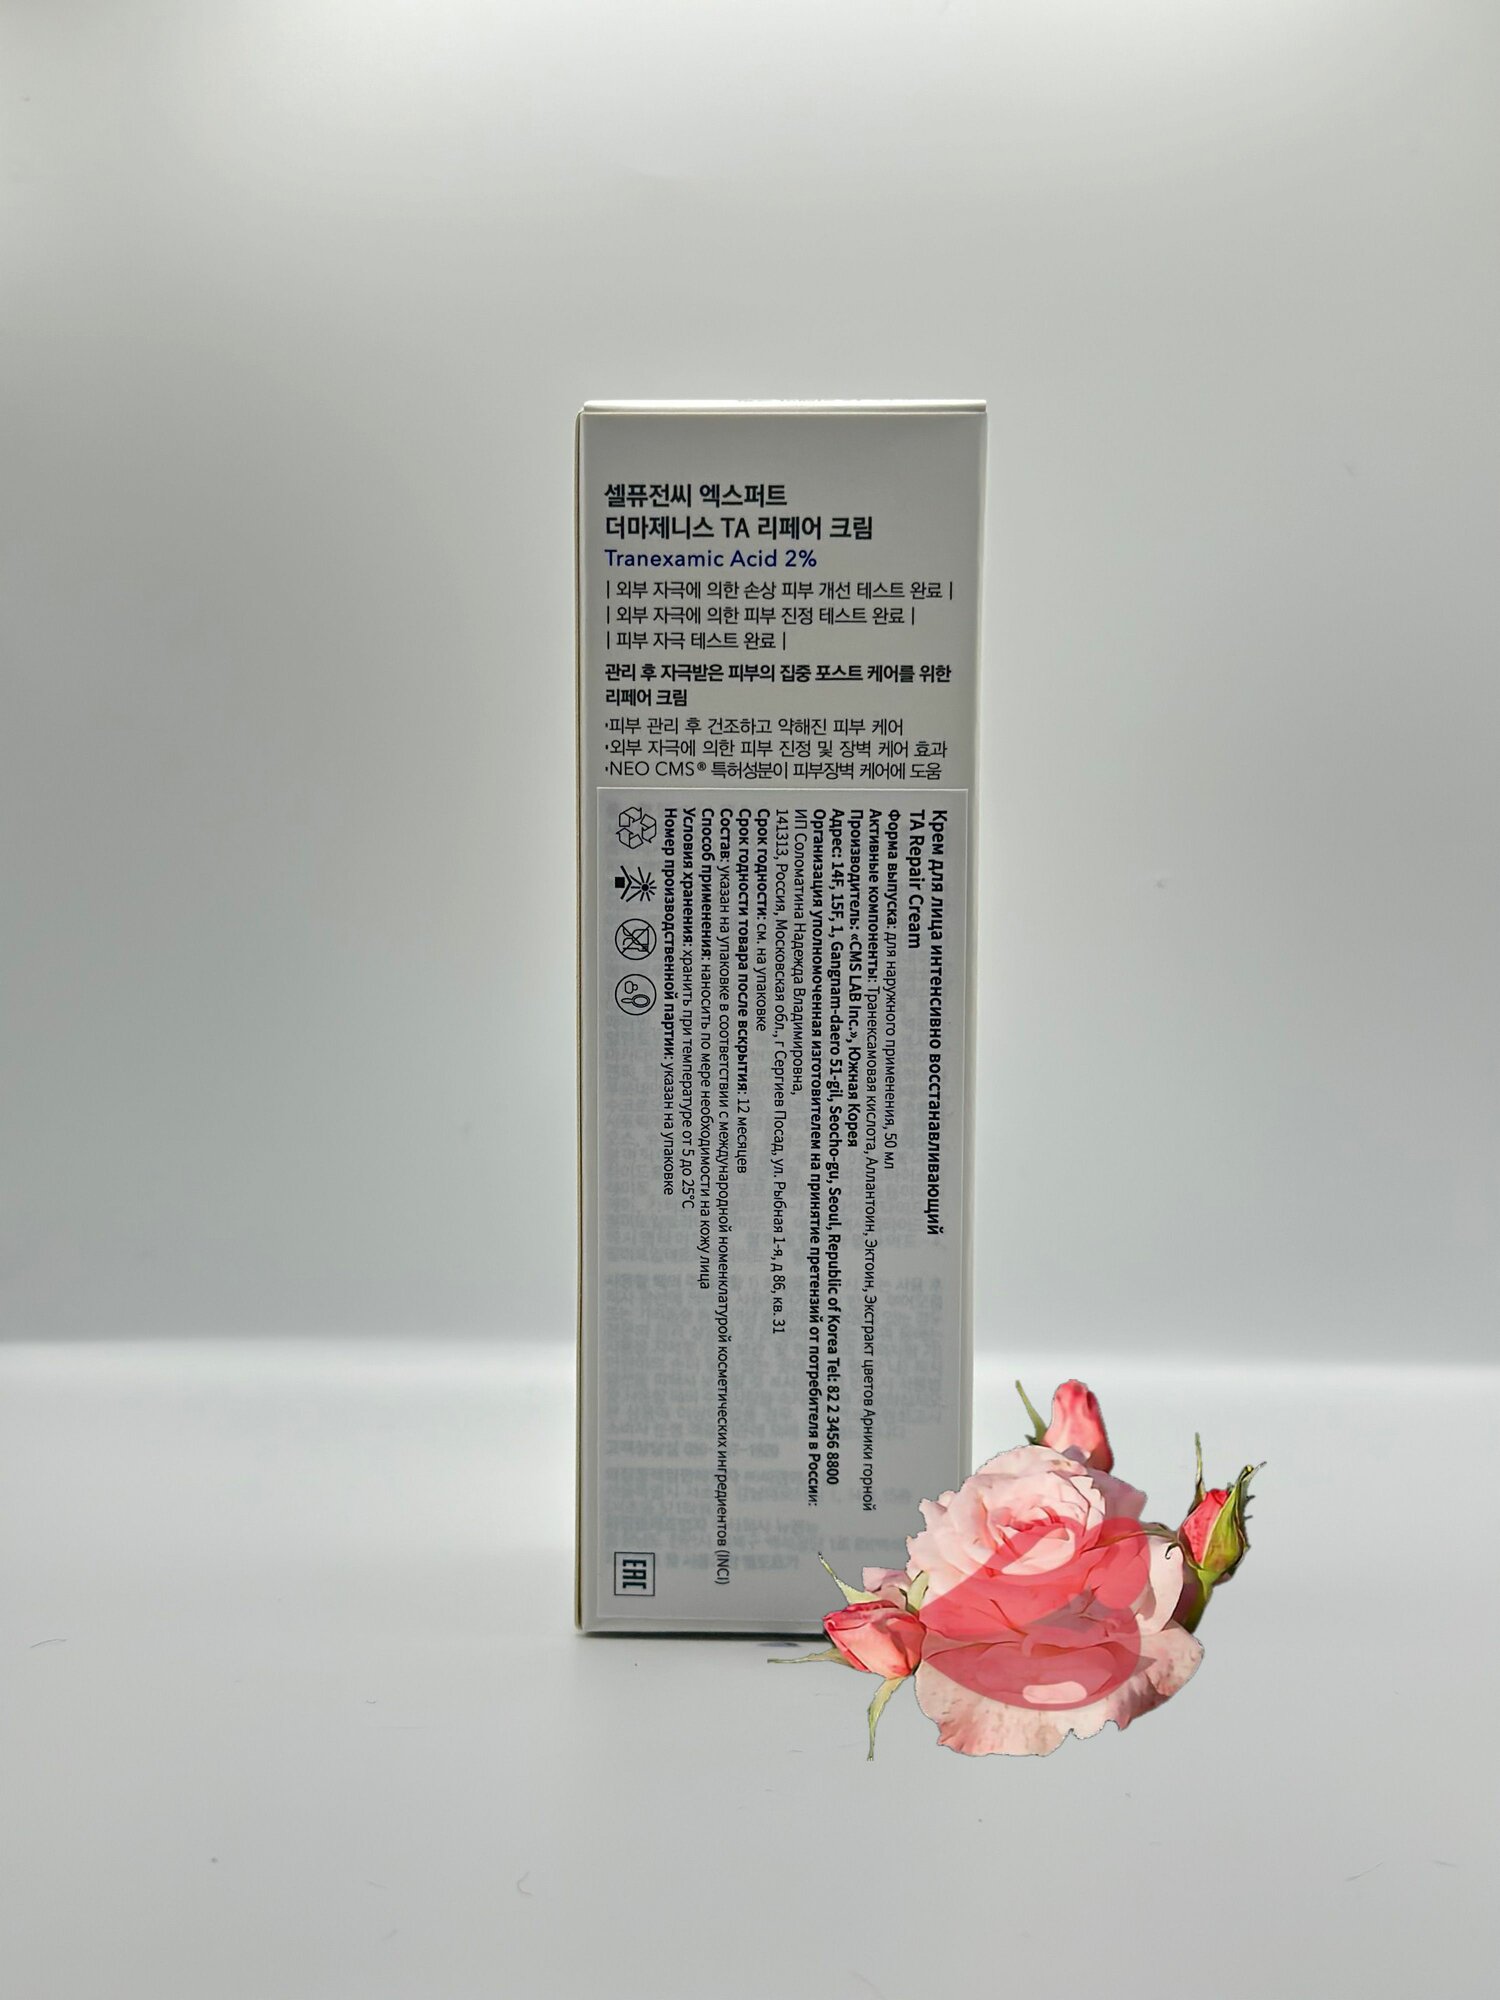 셀퓨전씨 엑스퍼트
더마제니스 TA 리페어 크림
Tranexamic Acid 2%
| 외부 자극에 의한 손상 피부 개선 테스트 완료 |
| 외부 자극에 의한 피부 진정 테스트 완료 |
| 피부 자극 테스트 완료 |
관리 후 자극받은 피부의 집중 포스트 케어를 위한
리페어 크림
•피부 관리 후 건조하고 약해진 피부 케어
•외부 자극에 의한 피부 진정 및 장벽 케어 효과
•NEO CMS® 특허성분이 피부장벽 케어에 도움
Крем для лица интенсивно восстанавливающий
TA Repair Cream
Форма выпуска: для наружного применения, 50 мл
Активные компоненты: Транексамовая кислота, Аллантоин, Эктоин, Экстракт цветов Арники горной
Производитель: «CMS LAB Inc.», Южная Корея
Адрес: 14F, 15F, 1, Gangnam-daero 51-gil, Seocho-gu, Seoul, Republic of Korea Tel: 82 2 3456 8800
Организация уполномоченная изготовителем на принятие претензий от потребителя в России:
ИП Соломатина Надежда Владимировна,
141313, Россия, Московская обл., г Сергиев Посад, ул. Рыбная 1-я, д 86, кв. 31
Срок годности: см. на упаковке
Срок годности товара после вскрытия: 12 месяцев
Состав: указан на упаковке в соответствии с международной номенклатурой косметических ингредиентов (INCI)
Способ применения: наносить по мере необходимости на кожу лица
Условия хранения: хранить при температуре от 5 до 25°C
Номер производственной партии: указан на упаковке
EAC